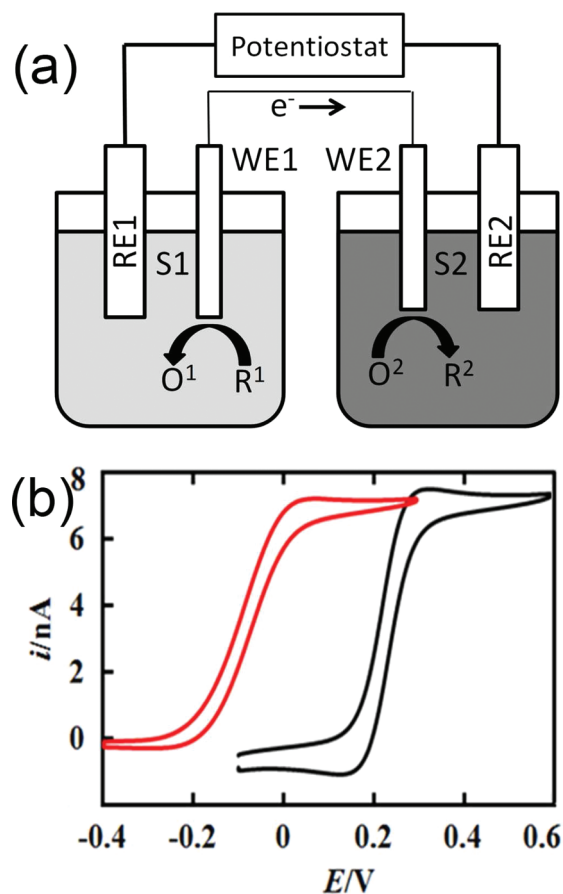 (a)
Potentiostat
e⁻
WE1 WE2
RE1
S1
S2
RE2
O¹ R¹
O² R²
(b)
8
6
4
2
0
i/nA
-0.4 -0.2 0 0.2 0.4 0.6
E/V